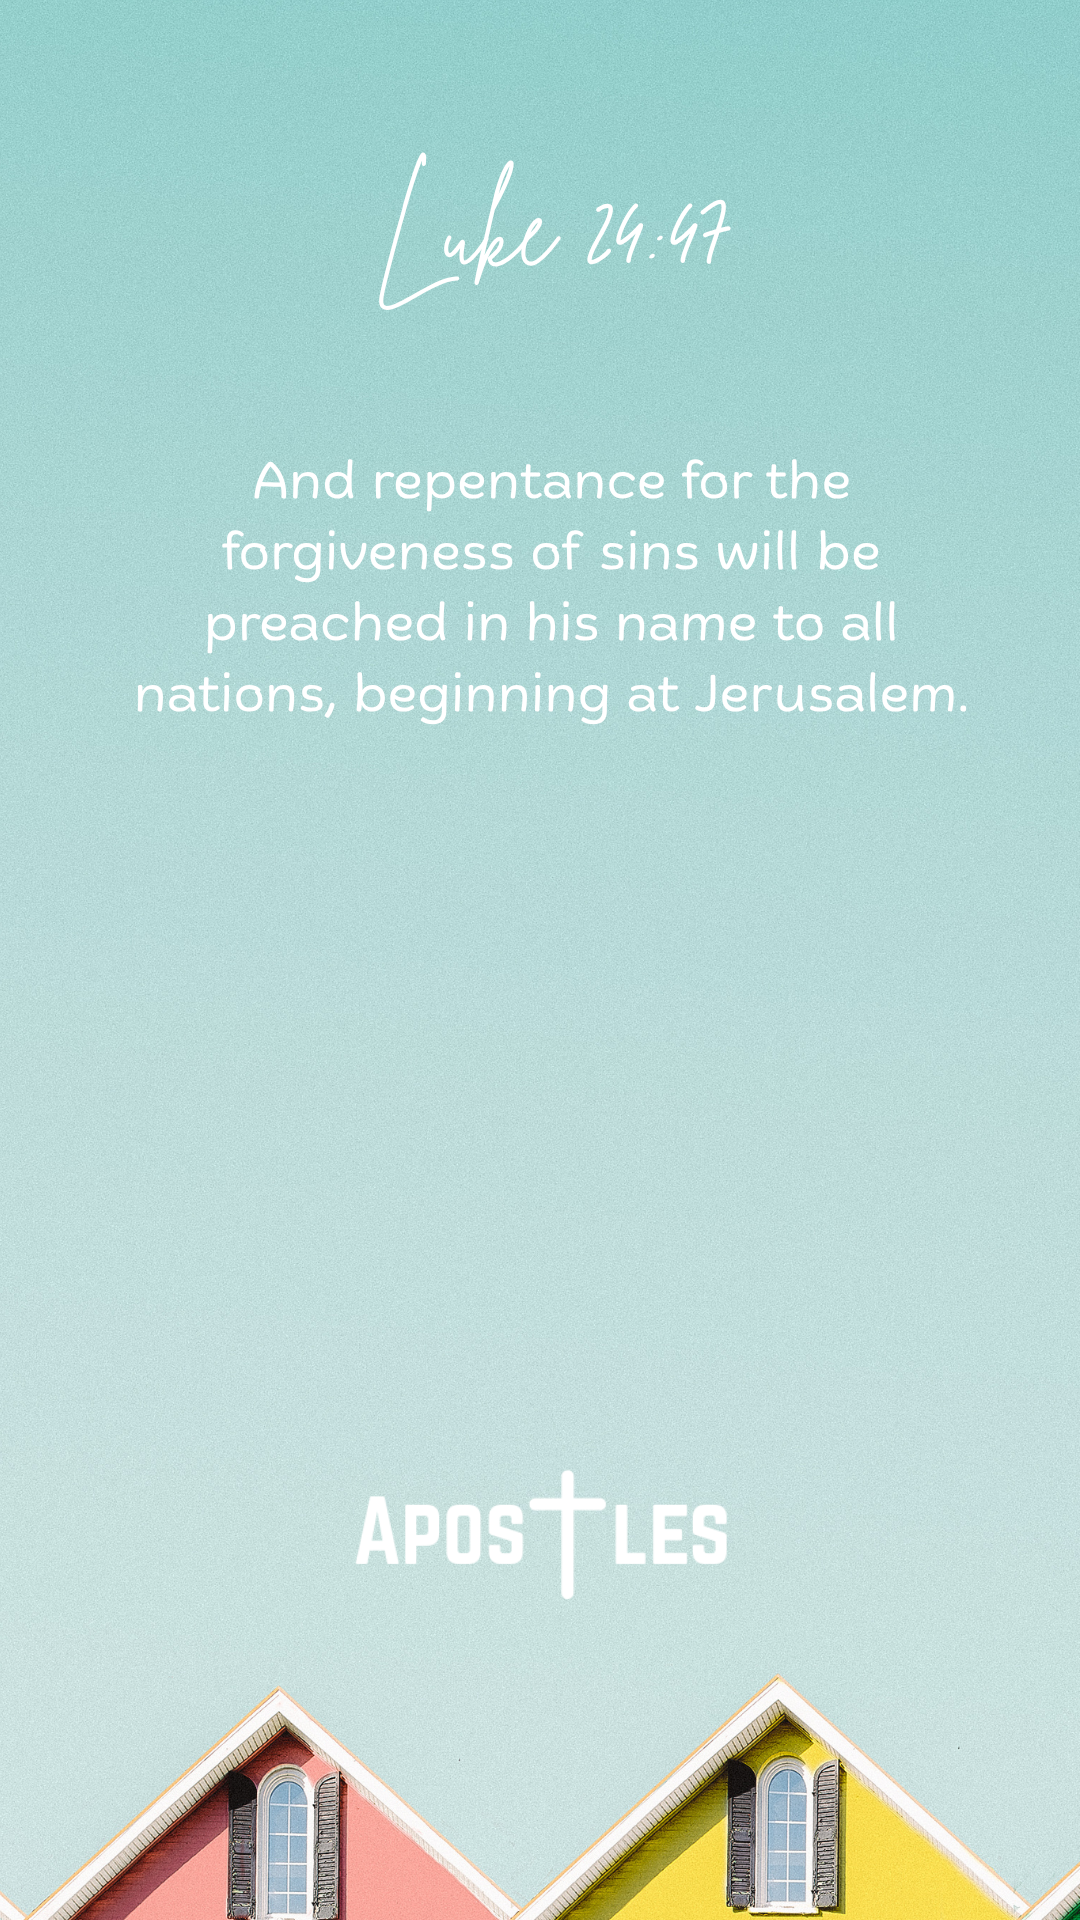 Luke 24:47
And repentance for the
forgiveness of sins will be
preached in his name to all
nations, beginning at Jerusalem.
APOSTLES